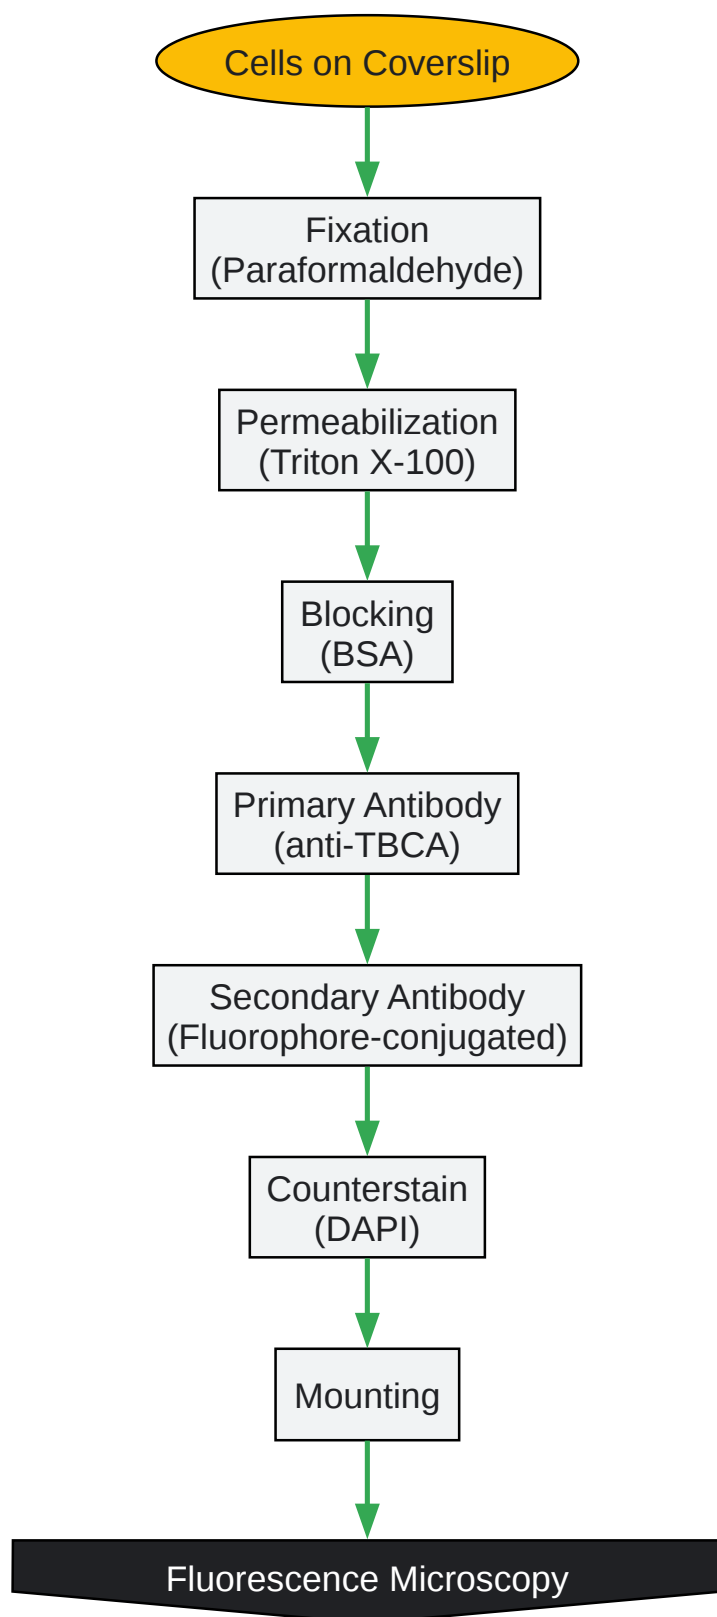 Cells on Coverslip
Fixation
(Paraformaldehyde)
Permeabilization
(Triton X-100)
Blocking
(BSA)
Primary Antibody
(anti-TBCA)
Secondary Antibody
(Fluorophore-conjugated)
Counterstain
(DAPI)
Mounting
Fluorescence Microscopy